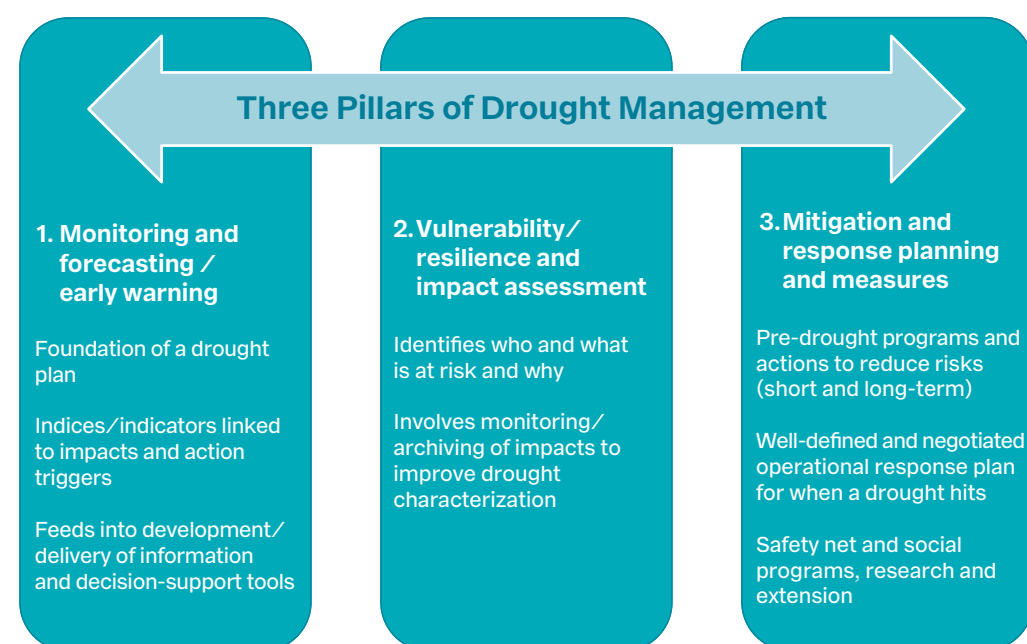 Three Pillars of Drought Management
1. Monitoring and
forecasting /
early warning
Foundation of a drought
plan
Indices/indicators linked
to impacts and action
triggers
Feeds into development/
delivery of information
and decision-support tools
2. Vulnerability/
resilience and
impact assessment
Identifies who and what
is at risk and why
Involves monitoring/
archiving of impacts to
improve drought
characterization
3. Mitigation and
response planning
and measures
Pre-drought programs and
actions to reduce risks
(short and long-term)
Well-defined and negotiated
operational response plan
for when a drought hits
Safety net and social
programs, research and
extension